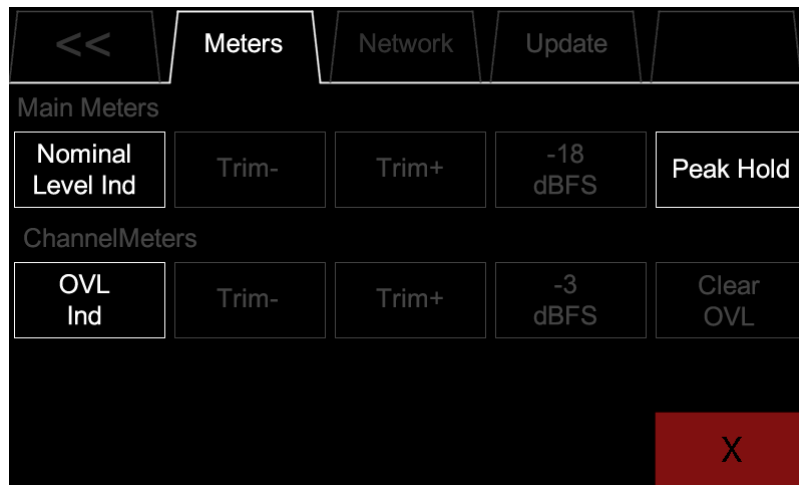 << Meters Network Update
Main Meters
Nominal
Level Ind
Trim-
Trim+
-18
dBFS
Peak Hold
ChannelMeters
OVL
Ind
Trim-
Trim+
-3
dBFS
Clear
OVL
X